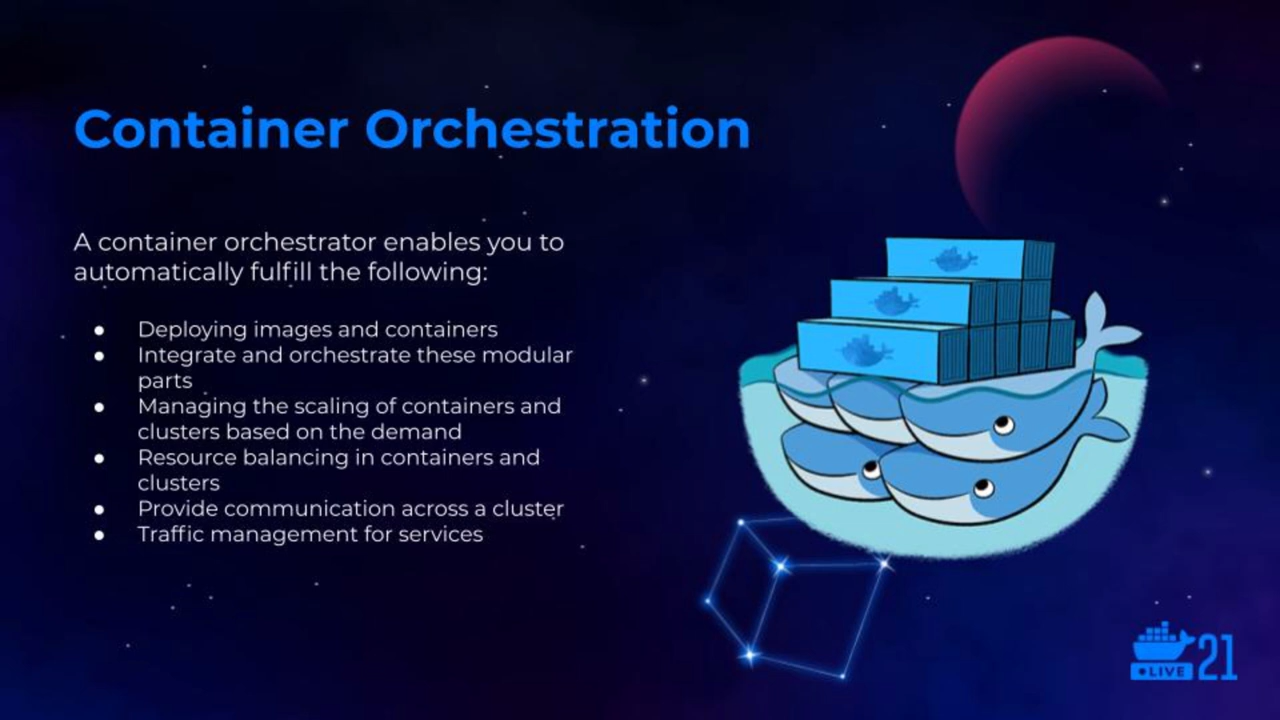 Container Orchestration
A container orchestrator enables you to
automatically fulfill the following:
● Deploying images and containers
● Integrate and orchestrate these modular
parts
● Managing the scaling of containers and
clusters based on the demand
● Resource balancing in containers and
clusters
● Provide communication across a cluster
● Traffic management for services
LIVE 21